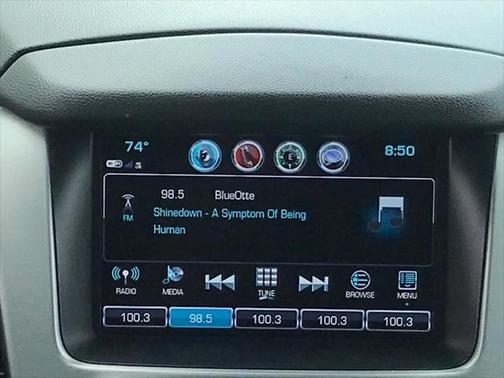 74° 8:50
LTE
E
98.5 BlueOtte
FM Shinedown - A Symptom Of Being
Human
RADIO MEDIA TUNE BROWSE MENU
100.3 98.5 100.3 100.3 100.3